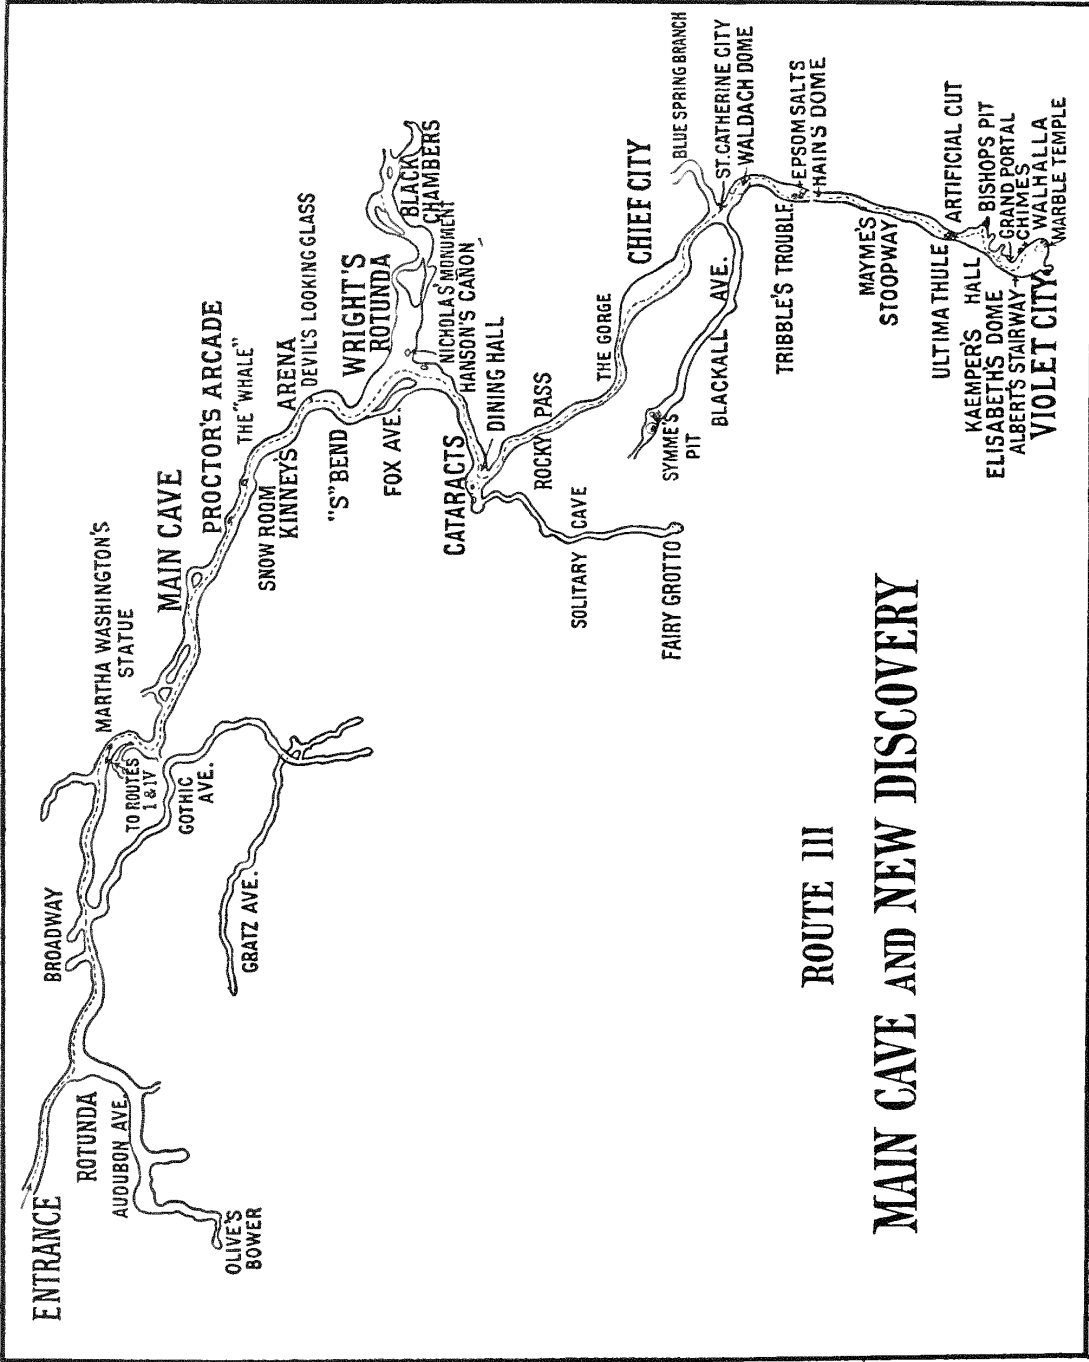 ENTRANCE
ROTUNDA
AUDUBON AVE.
OLIVE'S
BOWER
BROADWAY
GRATZ AVE.
GOTHIC
AVE.
TO ROUTES
I & IV
MARTHA WASHINGTON'S
STATUE
MAIN CAVE
PROCTOR'S ARCADE
THE "WHALE"
SNOW ROOM
KINNEY'S ARENA
DEVIL'S LOOKING GLASS
"S" BEND
WRIGHT'S
ROTUNDA
FOX AVE.
BLACK
CHAMBERS
NICHOLAS' MONUMENT
HANSON'S CAÑON
DINING HALL
CATARACTS
SOLITARY CAVE
FAIRY GROTTO
ROCKY PASS
THE GORGE
CHIEF CITY
BLUE SPRING BRANCH
ST. CATHERINE CITY
WALDACH DOME
SYMME'S
PIT
BLACKALL AVE.
TRIBBLE'S TROUBLE
EPSOM SALTS
HAINS DOME
MAYME'S
STOOPWAY
ULTIMA THULE
ARTIFICIAL CUT
KAEMPER'S HALL
BISHOPS PIT
ELISABETH'S DOME
GRAND PORTAL
ALBERT'S STAIRWAY
CHIMES
VIOLET CITY
WALHALLA
MARBLE TEMPLE
ROUTE III
MAIN CAVE AND NEW DISCOVERY